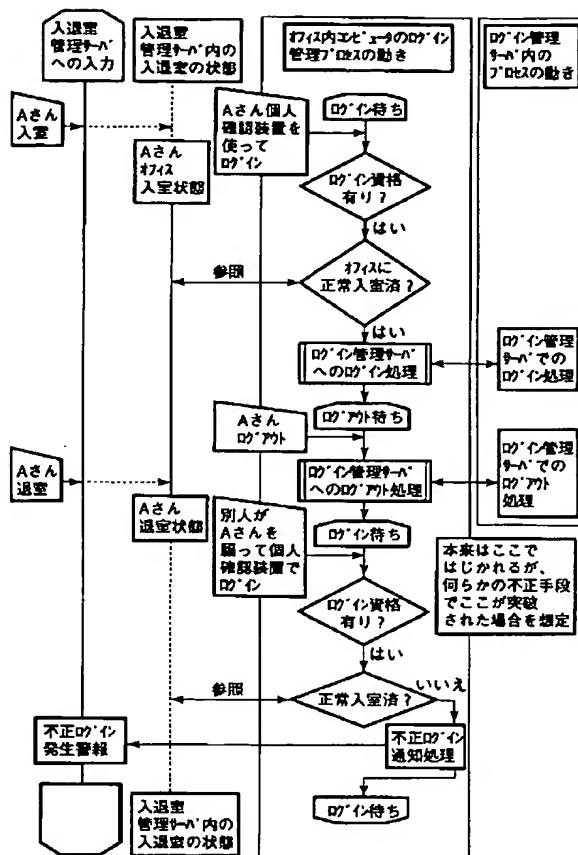 入退室
管理サーバ
への入力
入退室
管理サーバ内の
入退室の状態
オフィス内コンピュータのログイン
管理プロセスの動き
ログイン管理
サーバ内の
プロセスの動き
Aさん
入室
Aさん
オフィス
入室状態
Aさん個人
確認装置を
使って
ログイン
ログイン待ち
ログイン資格
有り?
はい
参照
オフィスに
正常入室済?
はい
ログイン管理サーバ
へのログイン処理
ログイン管理
サーバでの
ログイン処理
ログアウト待ち
Aさん
ログアウト
Aさん
退室
Aさん
退室状態
ログイン管理サーバ
へのログアウト処理
ログイン管理
サーバでの
ログアウト
処理
別人が
Aさんを
騙って個人
確認装置で
ログイン
ログイン待ち
ログイン資格
有り?
本来はここで
はじかれるが、
何らかの不正手段
でここが突破
された場合を想定
はい
参照
正常入室済?
いいえ
不正ログイン
発生警報
不正ログイン
通知処理
ログイン待ち
入退室
管理サーバ内の
入退室の状態